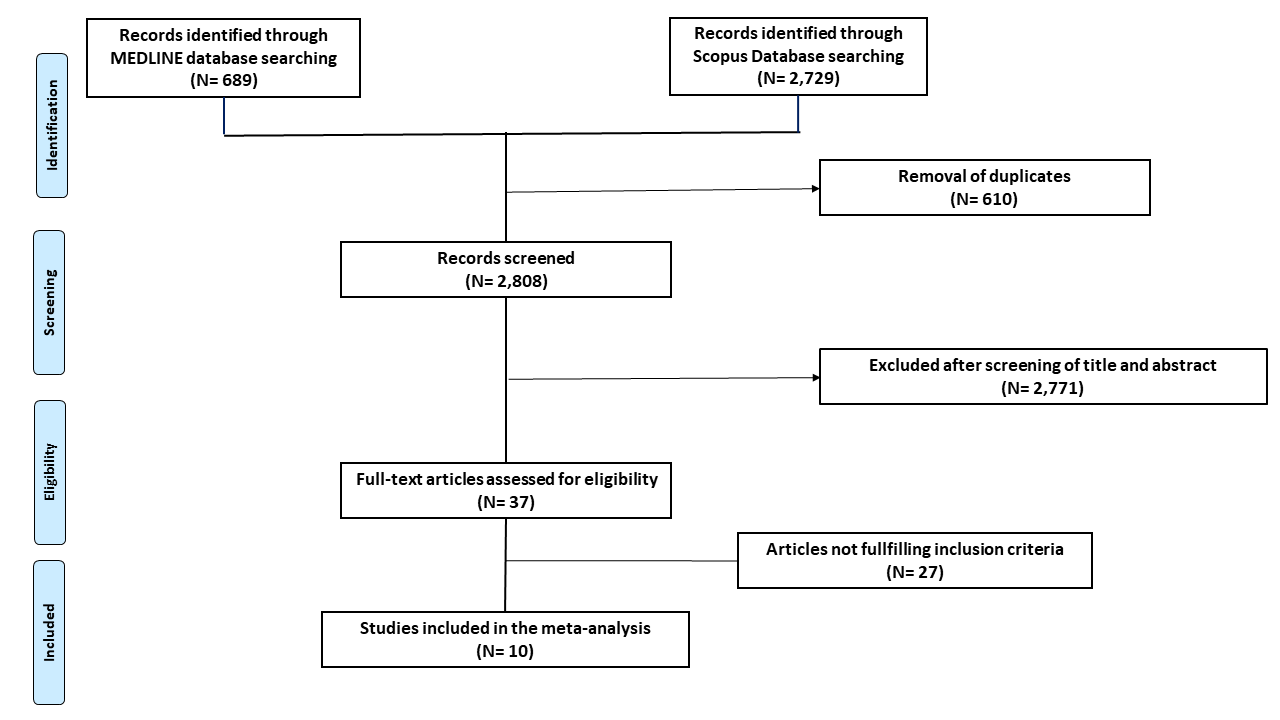 Records identified through
MEDLINE database searching
(N= 689)
Records identified through
Scopus Database searching
(N= 2,729)
Identification
Removal of duplicates
(N= 610)
Screening
Records screened
(N= 2,808)
Excluded after screening of title and abstract
(N= 2,771)
Eligibility
Full-text articles assessed for eligibility
(N= 37)
Articles not fullfilling inclusion criteria
(N= 27)
Included
Studies included in the meta-analysis
(N= 10)